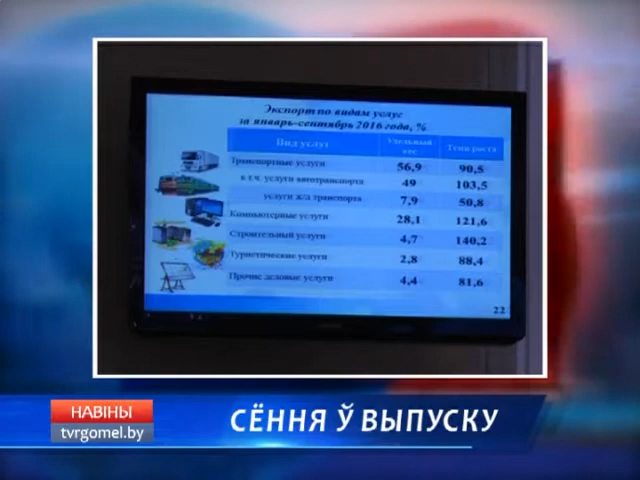 Экспорт по видам услуг
за январь-сентябрь 2016 года, %
Вид услуг Удельный вес Темп роста
Транспортные услуги 56,9 90,5
в т.ч. услуги автотранспорта 49 103,5
услуги ж/д транспорта 7,9 50,8
Компьютерные услуги 28,1 121,6
Строительный услуги 4,7 140,2
Туристические услуги 2,8 88,4
Прочие деловые услуги 4,4 81,6
22
НАВІНЫ
tvrgomel.by
СЁННЯ Ў ВЫПУСКУ